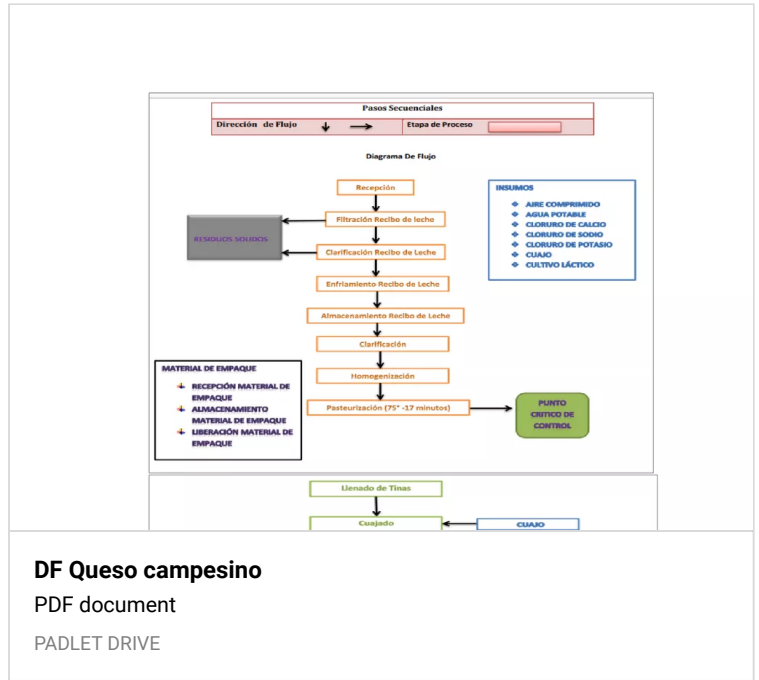 Pasos Secuenciales
Dirección de Flujo
Etapa de Proceso
Diagrama De Flujo
Recepción
Filtración Recibo de leche
Clarificación Recibo de Leche
Enfriamiento Recibo de Leche
Almacenamiento Recibo de Leche
Clarificación
Homogenización
Pasteurización (75° -17 minutos)
RESIDUOS SOLIDOS
INSUMOS
AIRE COMPRIMIDO
AGUA POTABLE
CLORURO DE CALCIO
CLORURO DE SODIO
CLORURO DE POTASIO
CUAJO
CULTIVO LÁCTICO
MATERIAL DE EMPAQUE
RECEPCIÓN MATERIAL DE
EMPAQUE
ALMACENAMIENTO
MATERIAL DE EMPAQUE
LIBERACIÓN MATERIAL DE
EMPAQUE
PUNTO
CRITICO DE
CONTROL
Llenado de Tinas
Cuajado
CUAJO
DF Queso campesino
PDF document
PADLET DRIVE